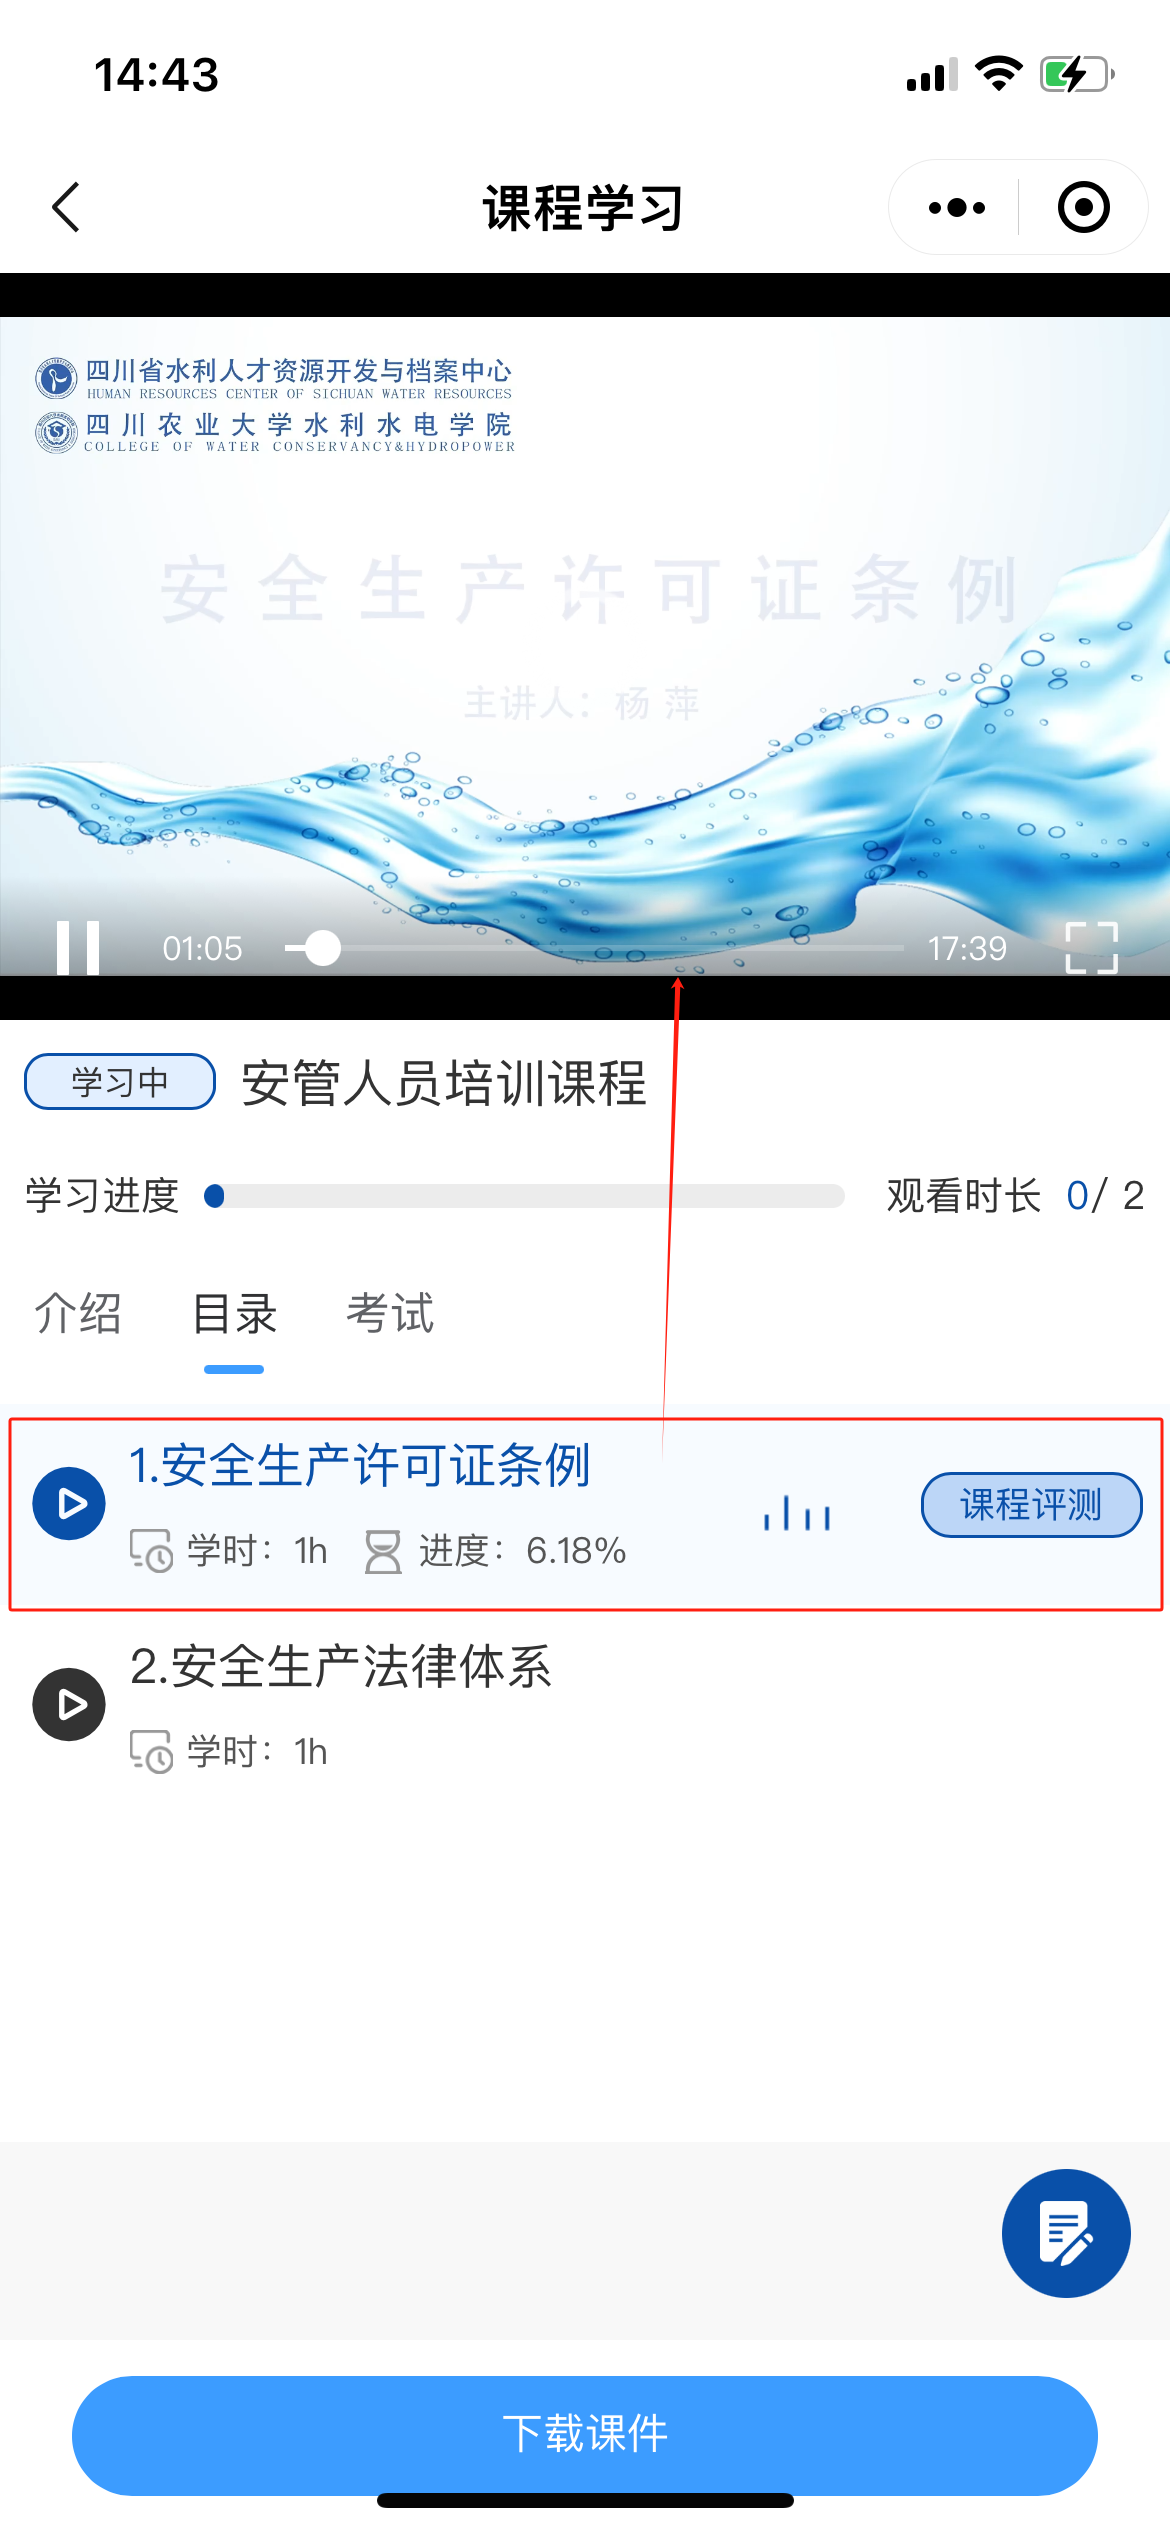 14:43
课程学习
四川省水利人才资源开发与档案中心
HUMAN RESOURCES CENTER OF SICHUAN WATER RESOURCES
四川农业大学水利水电学院
COLLEGE OF WATER CONSERVANCY&HYDROPOWER
安全生产许可证条例
主讲人：杨 萍
01:05
17:39
学习中
安管人员培训课程
学习进度
观看时长 0/ 2
介绍
目录
考试
1.安全生产许可证条例
学时：1h
进度：6.18%
课程评测
2.安全生产法律体系
学时：1h
下载课件